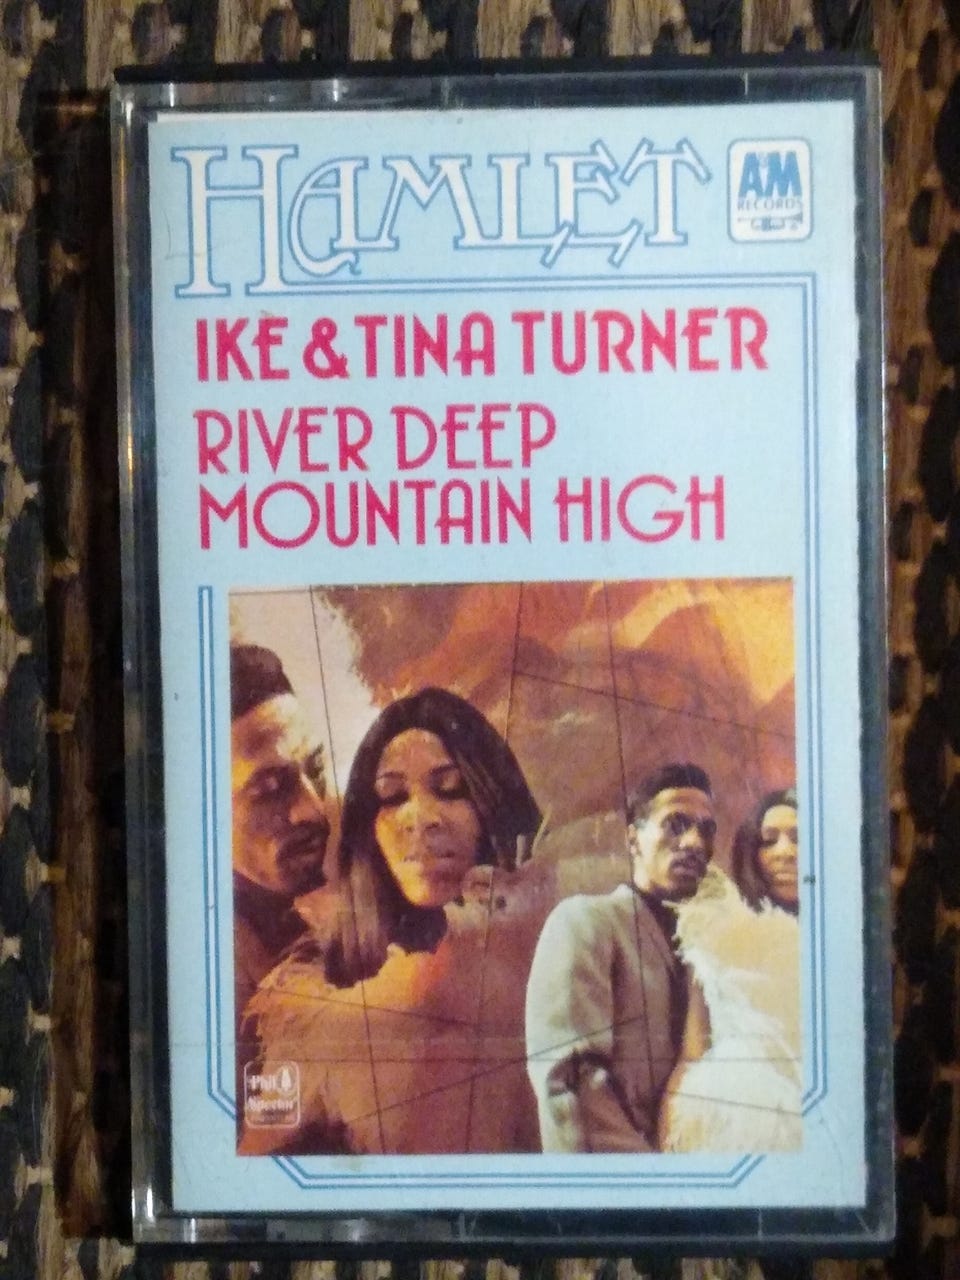 HAMLET
A&M
RECORDS
IKE & TINA TURNER
RIVER DEEP
MOUNTAIN HIGH
Phil
Spector